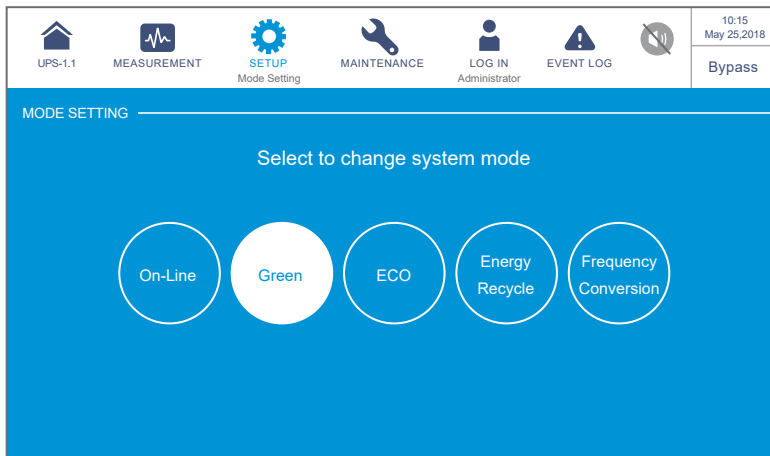 10:15
May 25,2018
UPS-1.1
MEASUREMENT
SETUP
MAINTENANCE
LOG IN
EVENT LOG
Bypass
Mode Setting
Administrator
MODE SETTING
Select to change system mode
On-Line
Green
ECO
Energy
Recycle
Frequency
Conversion